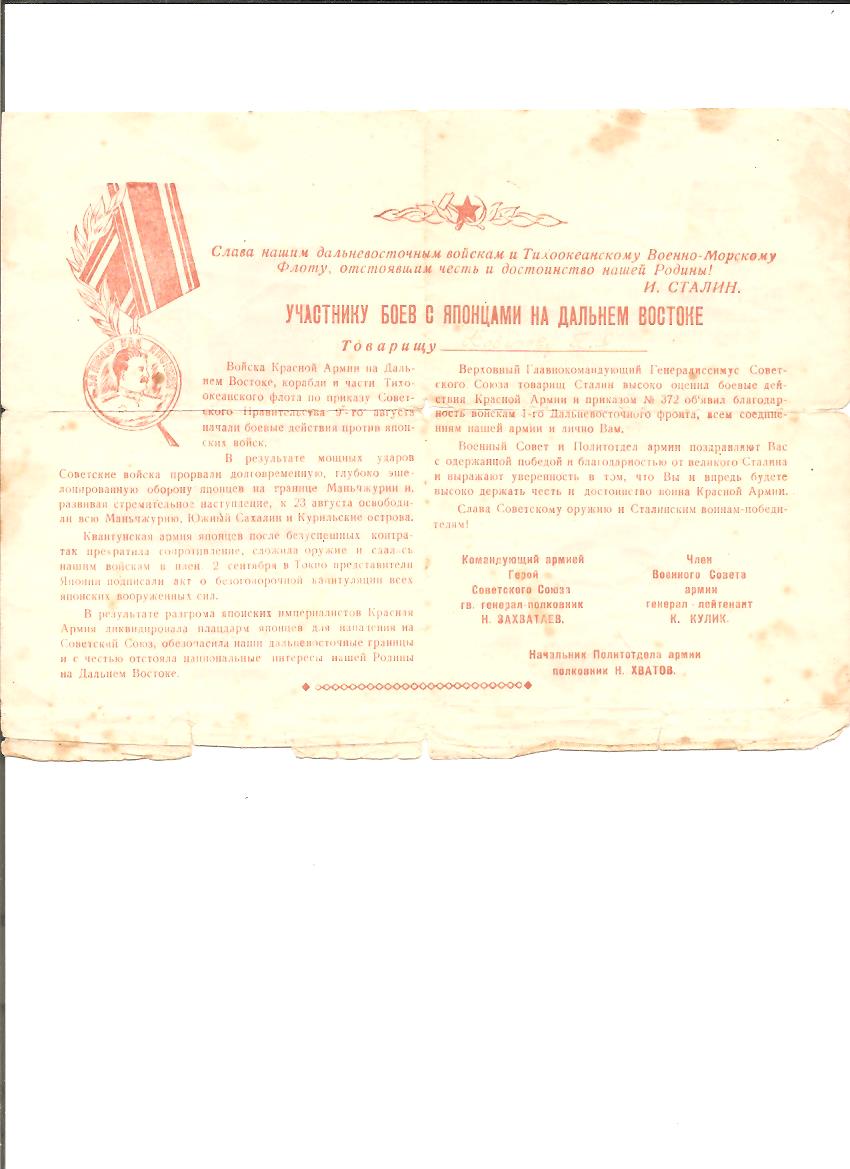 Слава нашим дальневосточным войскам и Тихоокеанскому Военно-Морскому
Флоту, отстоявшим честь и достоинство нашей Родины!
И. СТАЛИН.
УЧАСТНИКУ БОЕВ С ЯПОНЦАМИ НА ДАЛЬНЕМ ВОСТОКЕ
Товарищу
ЗА ПОБЕДУ НАД ЯПОНИЕЙ
Войска Красной Армии на Даль-
нем Востоке, корабли и части Тихо-
океанского флота по приказу Совет-
ского Правительства 9-го августа
начали боевые действия против япон-
ских войск.
В результате мощных ударов
Советские войска прорвали долговременную, глубоко эше-
лонированную оборону японцев на границе Маньчжурии и,
развивая стремительное наступление, к 23 августа освободи-
ли всю Маньчжурию, Южный Сахалин и Курильские острова.
Квантунская армия японцев после безуспешных контра-
так прекратила сопротивление, сложила оружие и сдалась
нашим войскам в плен. 2 сентября в Токио представители
Японии подписали акт о безоговорочной капитуляции всех
японских вооруженных сил.
В результате разгрома японских империалистов Красная
Армия ликвидировала плацдарм японцев для нападения на
Советский Союз, обезопасила наши дальневосточные границы
и с честью отстояла национальные интересы нашей Родины
на Дальнем Востоке.
Верховный Главнокомандующий Генералиссимус Совет-
ского Союза товарищ Сталин высоко оценил боевые дей-
ствия Красной Армии и приказом № 372 об'явил благодар-
ность войскам 1-го Дальневосточного фронта, всем соедине-
ниям нашей армии и лично Вам.
Военный Совет и Политотдел армии поздравляют Вас
с одержанной победой и благодарностью от великого Сталина
и выражают уверенность в том, что Вы и впредь будете
высоко держать честь и достоинство воина Красной Армии.
Слава Советскому оружию и Сталинским воинам-победи-
телям!
Командующий армией
Герой
Советского Союза
гв. генерал-полковник
Н. ЗАХВАТАЕВ.
Член
Военного Совета
армии
генерал-лейтенант
К. КУЛИК.
Начальник Политотдела армии
полковник Н. ХВАТОВ.